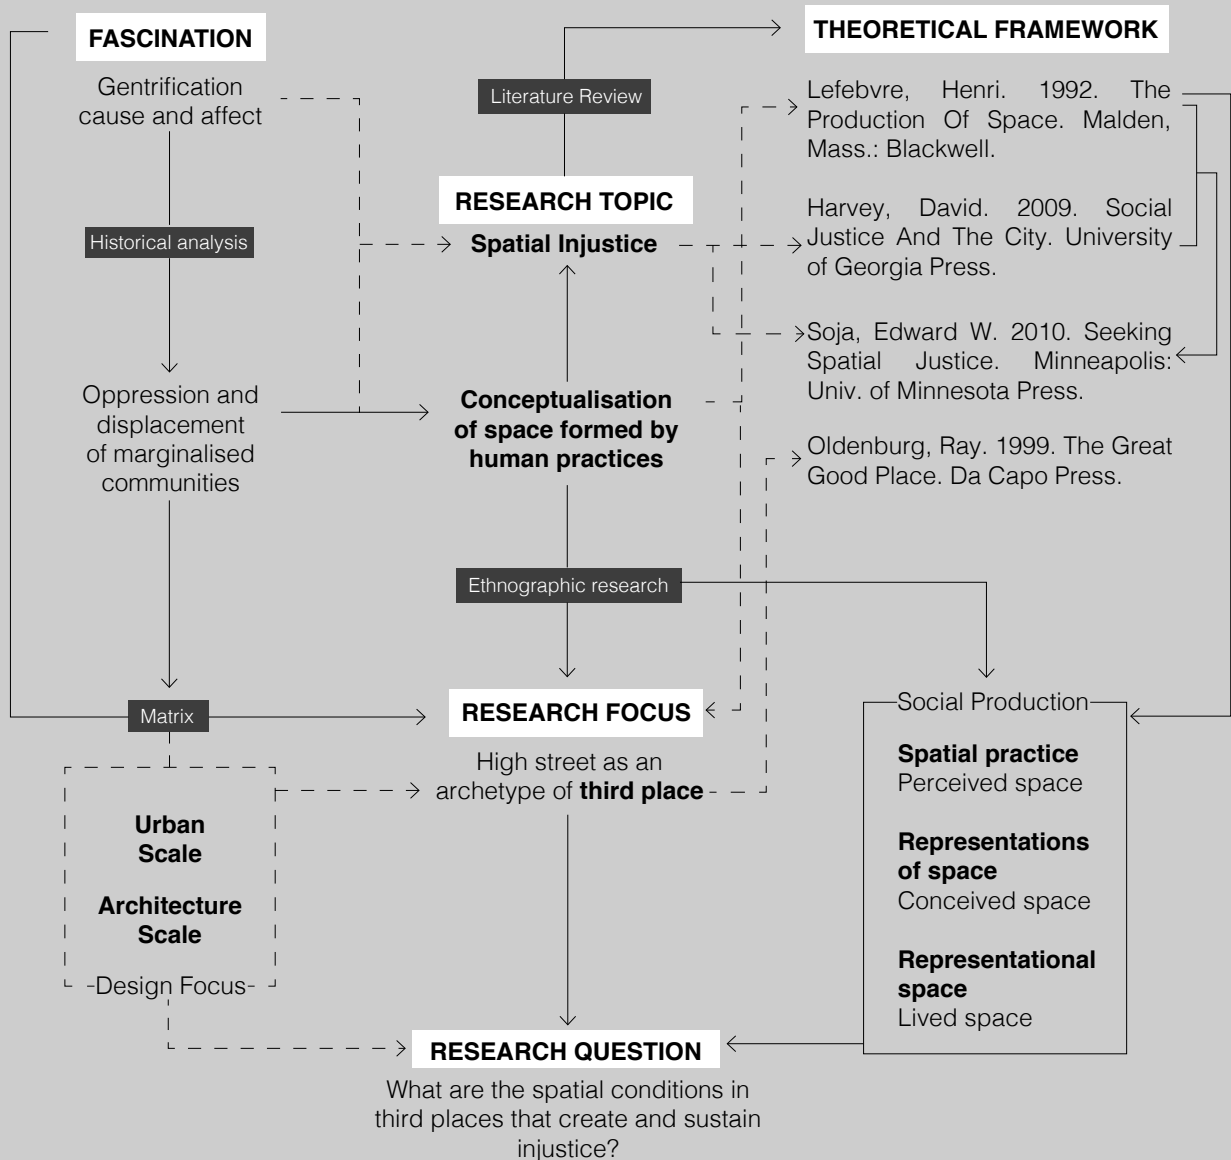 FASCINATION
Gentrification
cause and affect
Historical analysis
Oppression and
displacement
of marginalised
communities
Matrix
Urban
Scale
Architecture
Scale
Design Focus
Literature Review
RESEARCH TOPIC
Spatial Injustice
Conceptualisation
of space formed by
human practices
Ethnographic research
RESEARCH FOCUS
High street as an
archetype of third place
RESEARCH QUESTION
What are the spatial conditions in
third places that create and sustain
injustice?
THEORETICAL FRAMEWORK
Lefebvre, Henri. 1992. The
Production Of Space. Malden,
Mass.: Blackwell.
Harvey, David. 2009. Social
Justice And The City. University
of Georgia Press.
Soja, Edward W. 2010. Seeking
Spatial Justice. Minneapolis:
Univ. of Minnesota Press.
Oldenburg, Ray. 1999. The Great
Good Place. Da Capo Press.
Social Production
Spatial practice
Perceived space
Representations
of space
Conceived space
Representational
space
Lived space